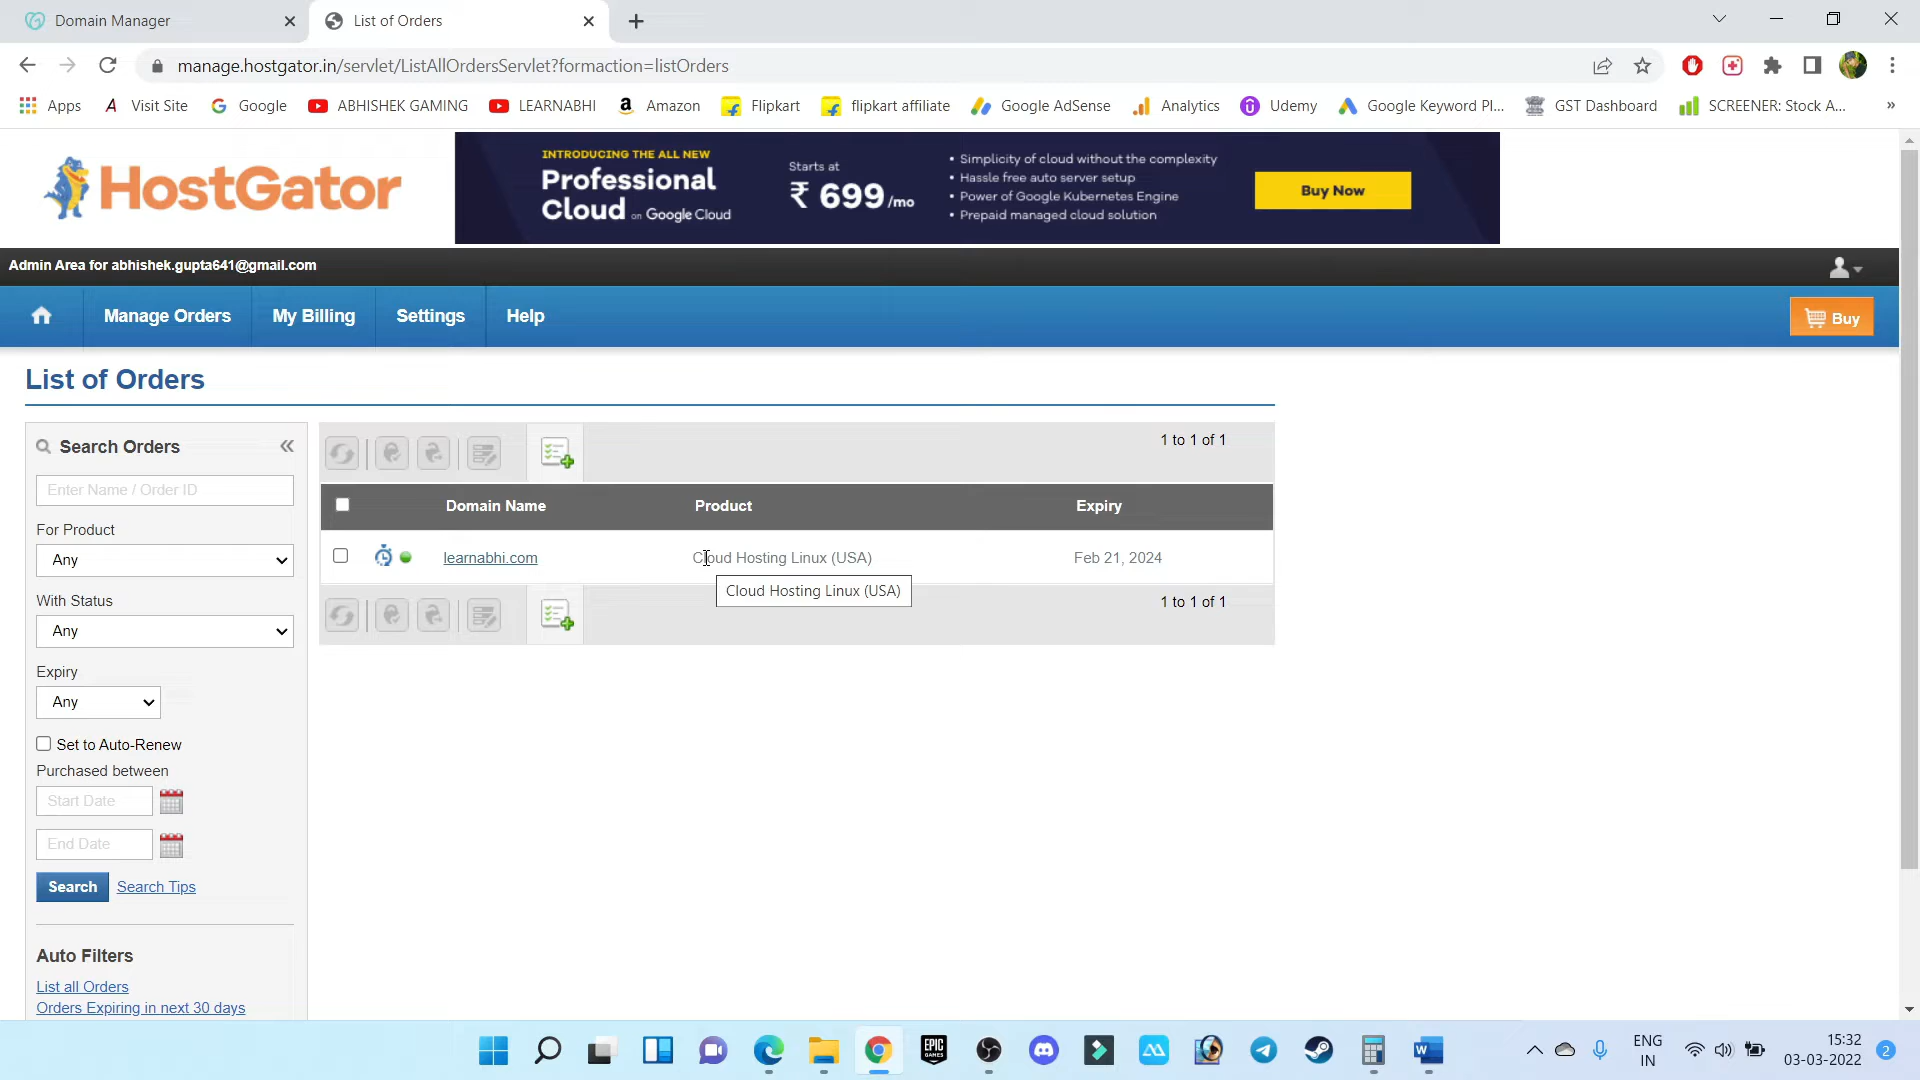 Domain Manager
List of Orders
manage.hostgator.in/servlet/ListAllOrdersServlet?formaction=listOrders
Apps
Visit Site
Google
ABHISHEK GAMING
LEARNABHI
Amazon
Flipkart
flipkart affiliate
Google AdSense
Analytics
Udemy
Google Keyword Pl...
GST Dashboard
SCREENER: Stock A...
»
HostGator
INTRODUCING THE ALL NEW
Professional
Cloud on Google Cloud
Starts at
₹ 699/mo
• Simplicity of cloud without the complexity
• Hassle free auto server setup
• Power of Google Kubernetes Engine
• Prepaid managed cloud solution
Buy Now
Admin Area for abhishek.gupta641@gmail.com
Manage Orders
My Billing
Settings
Help
Buy
List of Orders
Search Orders
«
Enter Name / Order ID
For Product
Any
With Status
Any
Expiry
Any
Set to Auto-Renew
Purchased between
Start Date
End Date
Search
Search Tips
Auto Filters
List all Orders
Orders Expiring in next 30 days
1 to 1 of 1
Domain Name
Product
Expiry
learnabhi.com
Cloud Hosting Linux (USA)
Feb 21, 2024
Cloud Hosting Linux (USA)
1 to 1 of 1
EPIC
GAMES
ENG
IN
15:32
03-03-2022
2